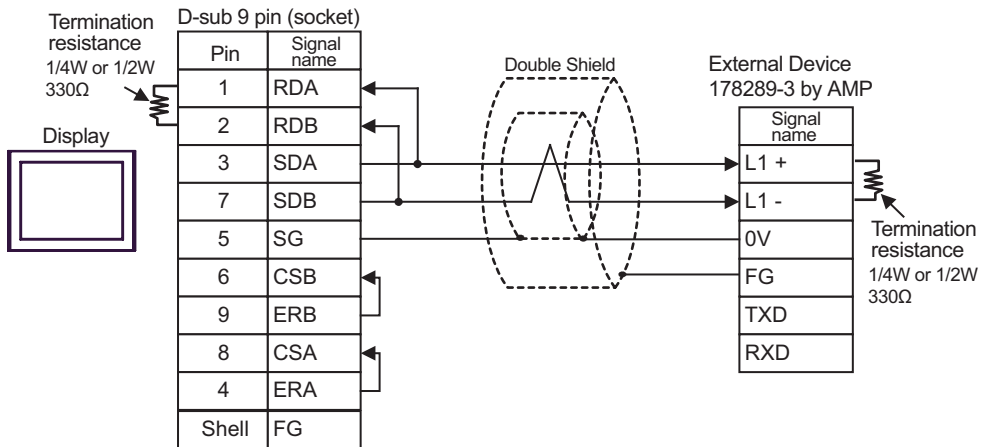 Termination
resistance
1/4W or 1/2W
330Ω
Display
D-sub 9 pin (socket)
Pin Signal name
1 RDA
2 RDB
3 SDA
7 SDB
5 SG
6 CSB
9 ERB
8 CSA
4 ERA
Shell FG
Double Shield
External Device
178289-3 by AMP
Signal
name
L1 +
L1 -
0V
FG
TXD
RXD
Termination
resistance
1/4W or 1/2W
330Ω